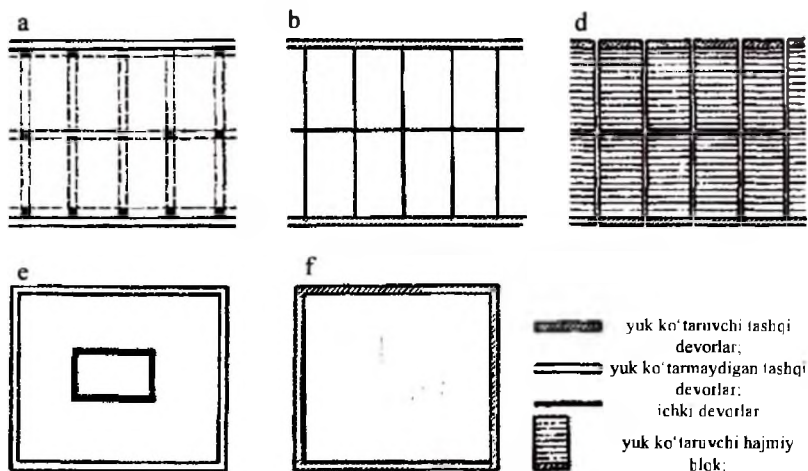 a
b
d
e
f
yuk ko‘taruvchi tashqi
devorlar;
yuk ko‘tarmaydigan tashqi
devorlar;
ichki devorlar
yuk ko‘taruvchi hajmiy
blok;